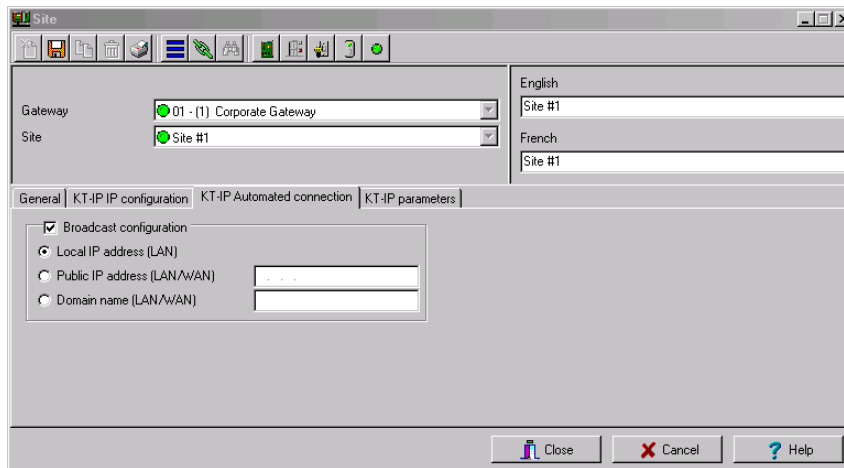 Site
English
Gateway
01 - (1) Corporate Gateway
Site #1
Site
Site #1
French
Site #1
General
KT-IP IP configuration
KT-IP Automated connection
KT-IP parameters
Broadcast configuration
Local IP address (LAN)
Public IP address (LAN/WAN)
. . .
Domain name (LAN/WAN)
Close
Cancel
Help